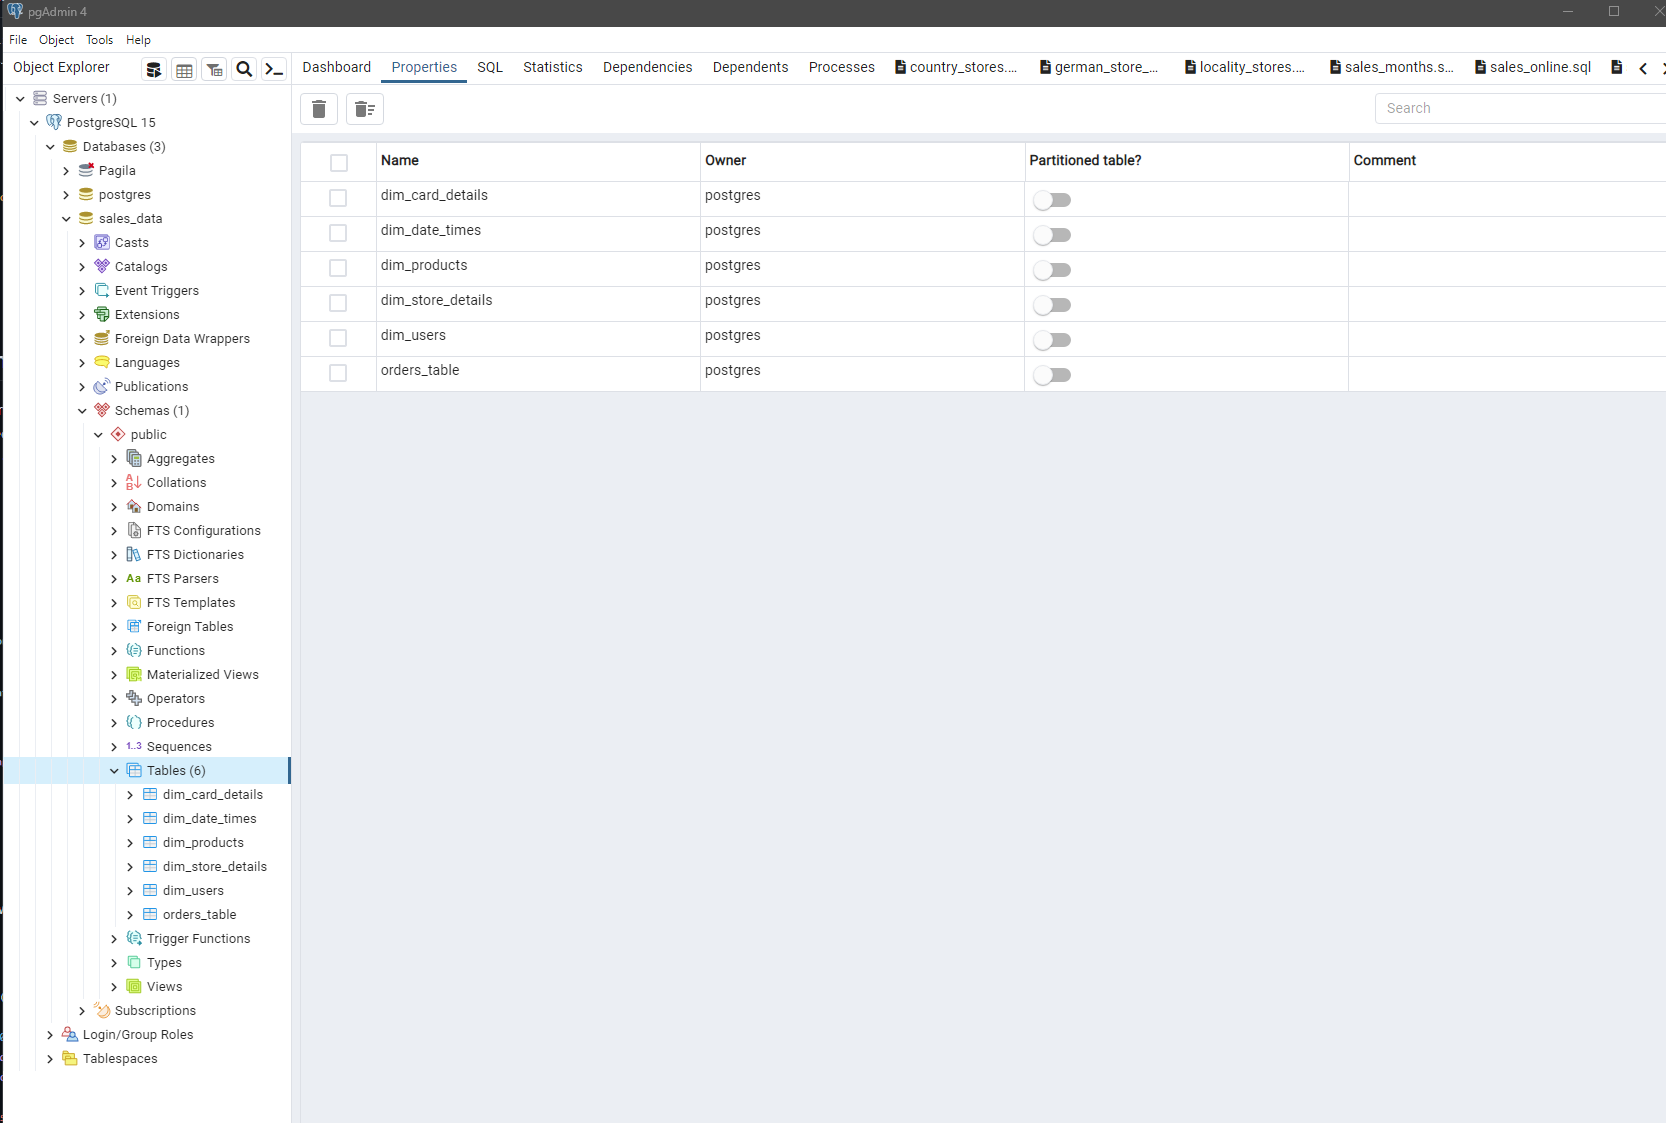 pgAdmin 4
File Object Tools Help
Object Explorer
Dashboard Properties SQL Statistics Dependencies Dependents Processes country_stores.... german_store_... locality_stores.... sales_months.s... sales_online.sql
Search
Servers (1)
PostgreSQL 15
Databases (3)
Pagila
postgres
sales_data
Casts
Catalogs
Event Triggers
Extensions
Foreign Data Wrappers
Languages
Publications
Schemas (1)
public
Aggregates
Collations
Domains
FTS Configurations
FTS Dictionaries
Aa FTS Parsers
FTS Templates
Foreign Tables
Functions
Materialized Views
Operators
Procedures
1..3 Sequences
Tables (6)
dim_card_details
dim_date_times
dim_products
dim_store_details
dim_users
orders_table
Trigger Functions
Types
Views
Subscriptions
Login/Group Roles
Tablespaces
Name Owner Partitioned table? Comment
dim_card_details postgres
dim_date_times postgres
dim_products postgres
dim_store_details postgres
dim_users postgres
orders_table postgres